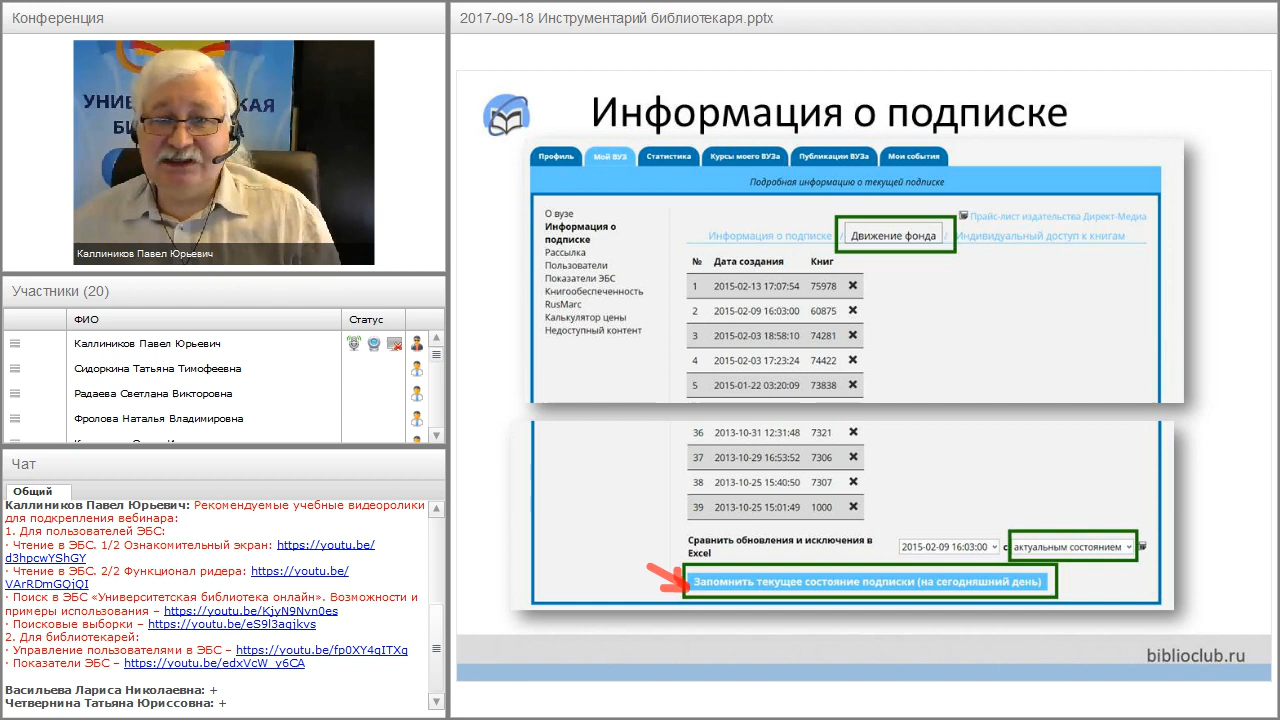 Конференция
УНИВЕ
КАЯ
Каллиников Павел Юрьевич
Участники (20)
ФИО
Статус
Каллиников Павел Юрьевич
Сидоркина Татьяна Тимофеевна
Радаева Светлана Викторовна
Фролова Наталья Владимировна
Чат
Общий
Каллиников Павел Юрьевич: Рекомендуемые учебные видеоролики
для подкрепления вебинара:
1. Для пользователей ЭБС:
· Чтение в ЭБС. 1/2 Ознакомительный экран: https://youtu.be/
d3hpcwYShGY
· Чтение в ЭБС. 2/2 Функционал ридера: https://youtu.be/
VArRDmGQjQI
· Поиск в ЭБС «Университетская библиотека онлайн». Возможности и
примеры использования – https://youtu.be/KjvN9Nvn0es
· Поисковые выборки – https://youtu.be/eS9l3aqjkvs
2. Для библиотекарей:
· Управление пользователями в ЭБС – https://youtu.be/fp0XY4qITXg
· Показатели ЭБС – https://youtu.be/edxVcW_y6CA
Васильева Лариса Николаевна: +
Четвернина Татьяна Юриссовна: +
2017-09-18 Инструментарий библиотекаря.pptx
Информация о подписке
Профиль
Мой ВУЗ
Статистика
Курсы моего ВУЗа
Публикации ВУЗа
Мои события
Подробная информацию о текущей подписке
О вузе
Информация о
подписке
Рассылка
Пользователи
Показатели ЭБС
Книгообеспеченность
RusMarc
Калькулятор цены
Недоступный контент
Прайс-лист издательства Директ-Медиа
Информация о подписке / Движение фонда / Индивидуальный доступ к книгам
№ Дата создания Книг
1 2015-02-13 17:07:54 75978 ✖
2 2015-02-09 16:03:00 60875 ✖
3 2015-02-03 18:58:10 74281 ✖
4 2015-02-03 17:23:24 74422 ✖
5 2015-01-22 03:20:09 73838 ✖
36 2013-10-31 12:31:48 7321 ✖
37 2013-10-29 16:53:52 7306 ✖
38 2013-10-25 15:40:50 7307 ✖
39 2013-10-25 15:01:49 1000 ✖
Сравнить обновления и исключения в
Excel
2015-02-09 16:03:00 с актуальным состоянием
Запомнить текущее состояние подписки (на сегодняшний день)
biblioclub.ru